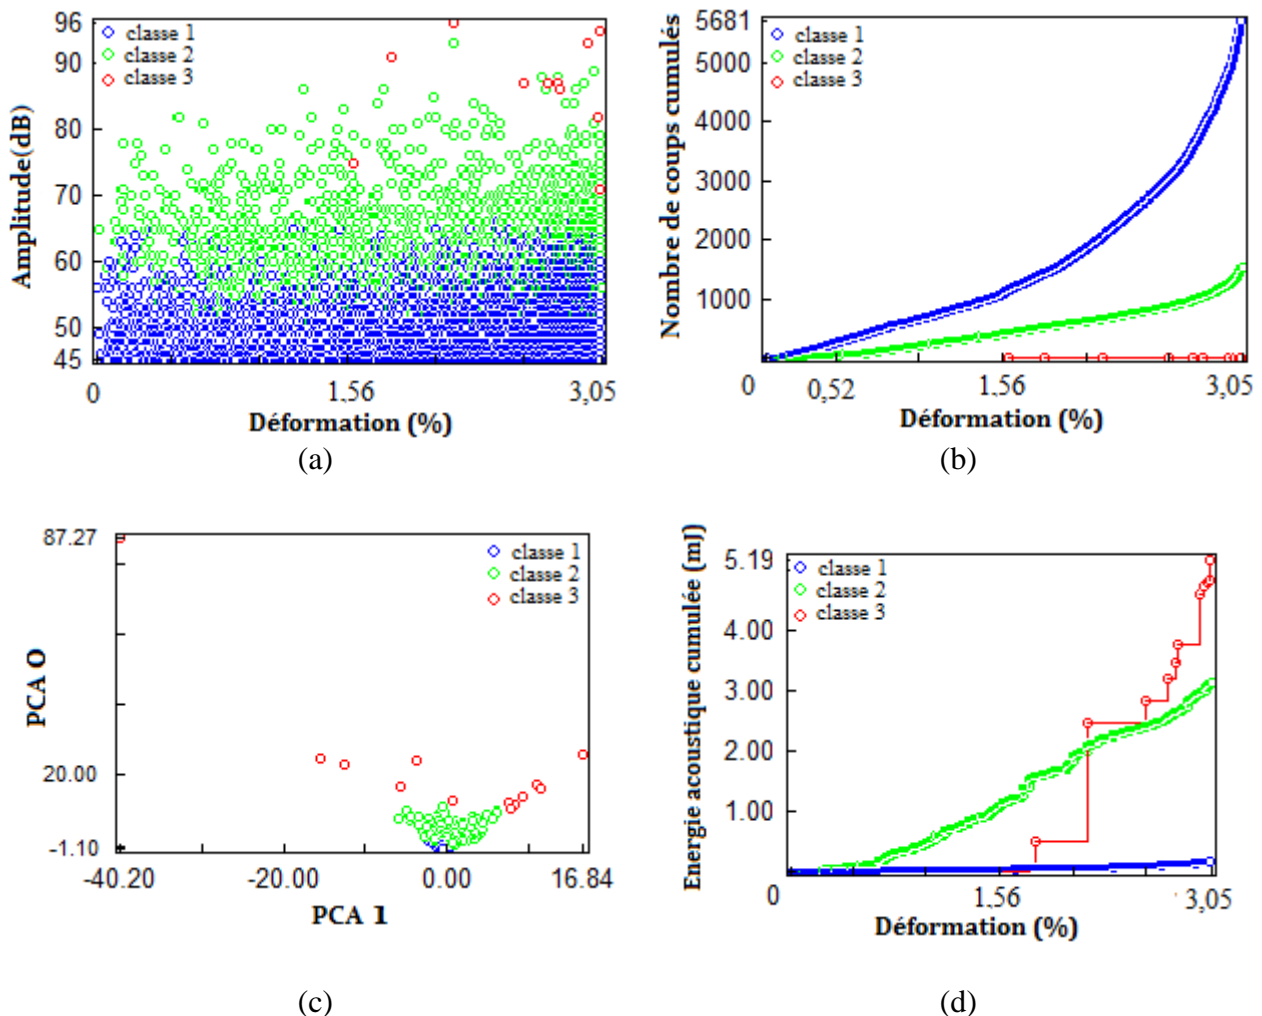 96
90
80
70
60
50
45
Amplitude(dB)
classe 1
classe 2
classe 3
0
1,56
3,05
Déformation (%)
(a)
5681
5000
4000
3000
2000
1000
Nombre de coups cumulés
classe 1
classe 2
classe 3
0
0,52
1,56
3,05
Déformation (%)
(b)
87.27
20.00
-1.10
PCA O
classe 1
classe 2
classe 3
-40.20
-20.00
0.00
16.84
PCA 1
(c)
5.19
4.00
3.00
2.00
1.00
Energie acoustique cumulée (mJ)
classe 1
classe 2
classe 3
0
1,56
3,05
Déformation (%)
(d)